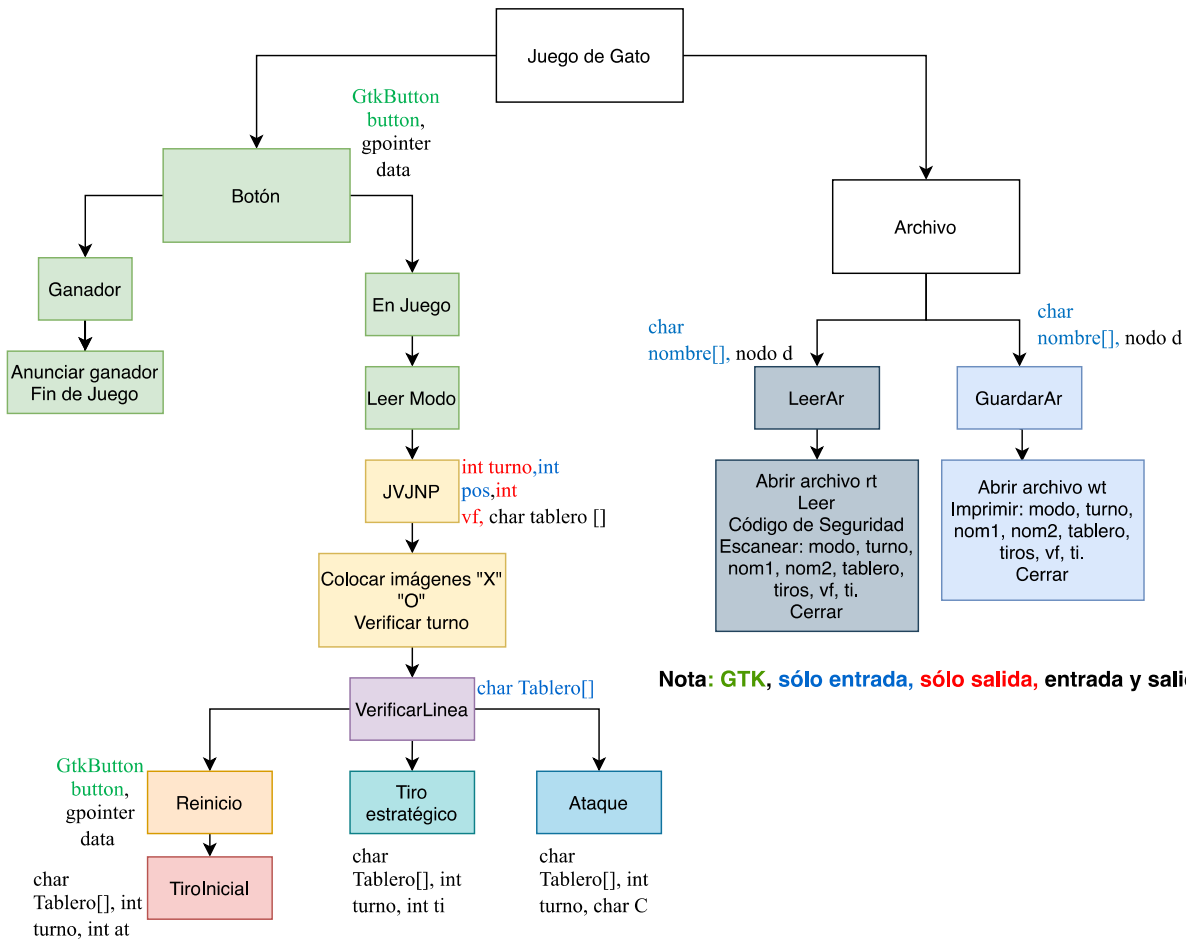 Juego de Gato
GtkButton
button,
gpointer
data
Botón
Archivo
Ganador
En Juego
char
nombre[], nodo d
char
nombre[], nodo d
Anunciar ganador
Fin de Juego
Leer Modo
LeerAr
GuardarAr
JVJNP
int turno,int
pos,int
vf, char tablero []
Abrir archivo rt
Leer
Código de Seguridad
Escanear: modo, turno,
nom1, nom2, tablero,
tiros, vf, ti.
Cerrar
Abrir archivo wt
Imprimir: modo, turno,
nom1, nom2, tablero,
tiros, vf, ti.
Cerrar
Colocar imágenes "X"
"O"
Verificar turno
Nota: GTK, sólo entrada, sólo salida, entrada y
VerificarLinea
char Tablero[]
GtkButton
button,
gpointer
data
Reinicio
Tiro
estratégico
Ataque
TiroInicial
char
Tablero[], int
turno, int at
char
Tablero[], int
turno, int ti
char
Tablero[], int
turno, char C